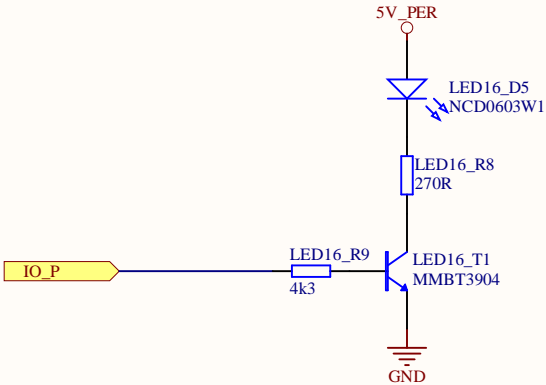 5V_PER
LED16_D5
NCD0603W1
LED16_R8
270R
LED16_R9
4k3
IO_P
LED16_T1
MMBT3904
GND